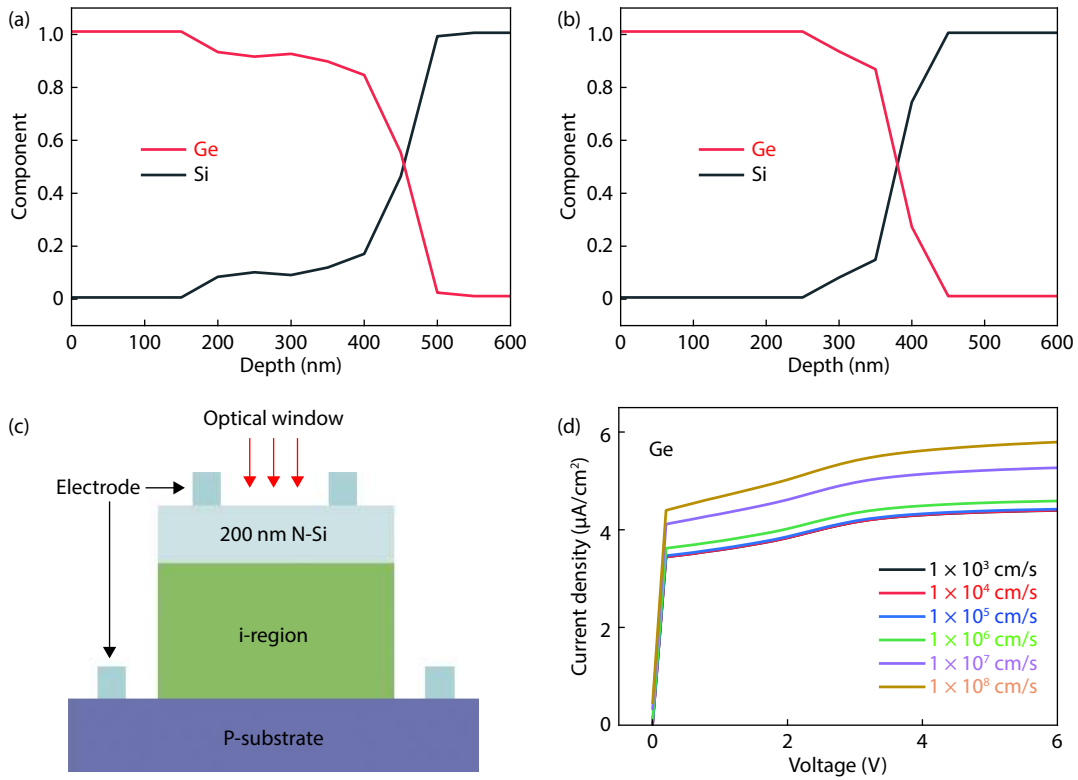 (a)
1.0
0.8
0.6
0.4
0.2
0
Component
Ge
Si
0 100 200 300 400 500 600
Depth (nm)
(b)
1.0
0.8
0.6
0.4
0.2
0
Component
Ge
Si
0 100 200 300 400 500 600
Depth (nm)
(c)
Optical window
Electrode
200 nm N-Si
i-region
P-substrate
(d)
Ge
6
4
2
0
Current density (μA/cm²)
1 × 10³ cm/s
1 × 10⁴ cm/s
1 × 10⁵ cm/s
1 × 10⁶ cm/s
1 × 10⁷ cm/s
1 × 10⁸ cm/s
0 2 4 6
Voltage (V)